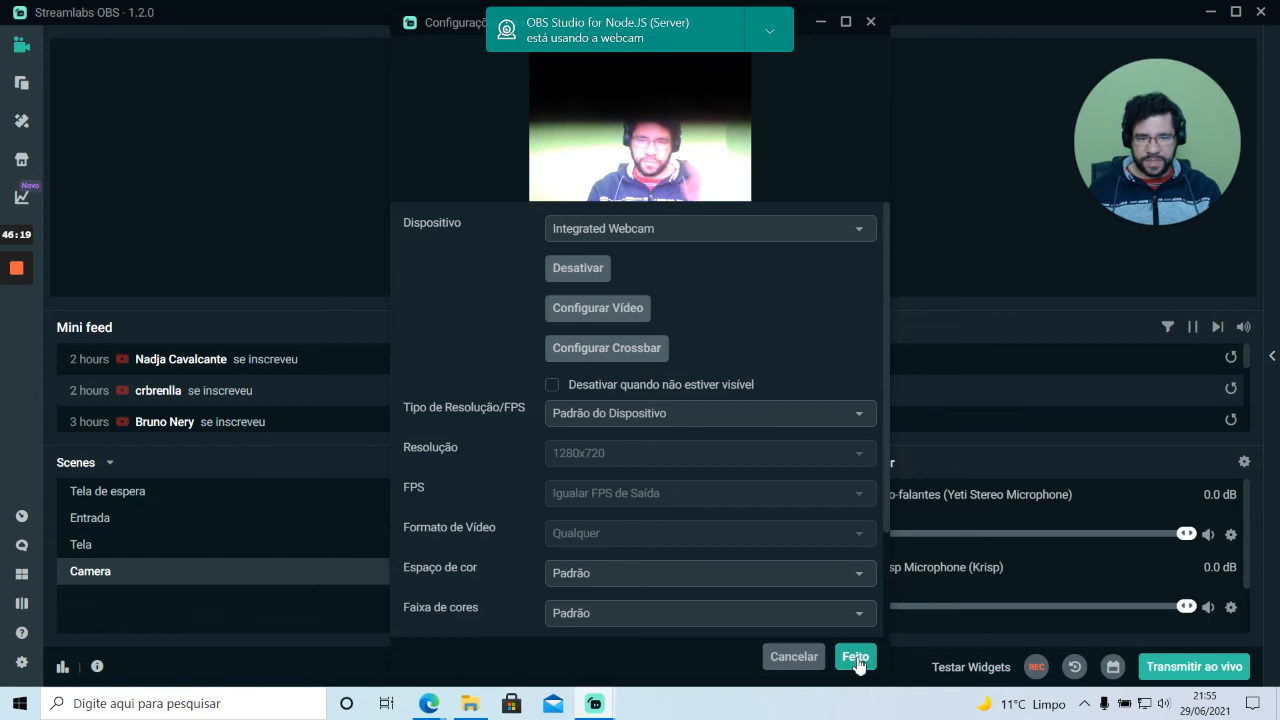 Streamlabs OBS - 1.2.0
Configuraç
OBS Studio for NodeJS (Server)
está usando a webcam
Novo
46:19
Dispositivo
Integrated Webcam
Desativar
Configurar Vídeo
Configurar Crossbar
Desativar quando não estiver visível
Tipo de Resolução/FPS
Padrão do Dispositivo
Resolução
1280x720
FPS
Igualar FPS de Saída
Formato de Vídeo
Qualquer
Espaço de cor
Padrão
Faixa de cores
Padrão
Cancelar
Feito
Mini feed
2 hours Nadja Cavalcante se inscreveu
2 hours crbrenlla se inscreveu
3 hours Bruno Nery se inscreveu
Scenes
Tela de espera
Entrada
Tela
Camera
r
o-falantes (Yeti Stereo Microphone) 0.0 dB
sp Microphone (Krisp) 0.0 dB
Testar Widgets
REC
Transmitir ao vivo
Digite aqui para pesquisar
11°C Limpo
21:55
29/06/2021